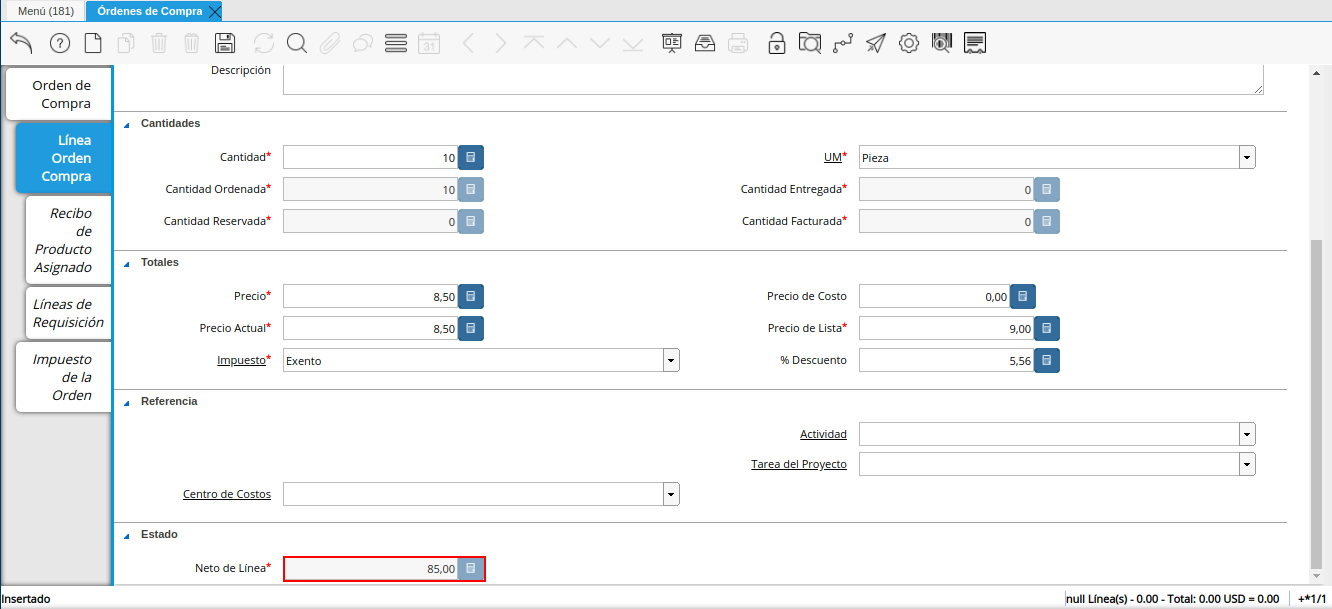 Menú (181)
Órdenes de Compra
31
Orden de
Compra
Línea
Orden
Compra
Recibo
de
Producto
Asignado
Líneas de
Requisición
Impuesto
de la
Orden
Descripción
Cantidades
Cantidad* 10
UM* Pieza
Cantidad Ordenada* 10
Cantidad Entregada* 0
Cantidad Reservada* 0
Cantidad Facturada* 0
Totales
Precio* 8,50
Precio de Costo 0,00
Precio Actual* 8,50
Precio de Lista* 9,00
Impuesto* Exento
% Descuento 5,56
Referencia
Actividad
Tarea del Proyecto
Centro de Costos
Estado
Neto de Línea* 85,00
Insertado
null Línea(s) - 0.00 - Total: 0.00 USD = 0.00
+*1/1